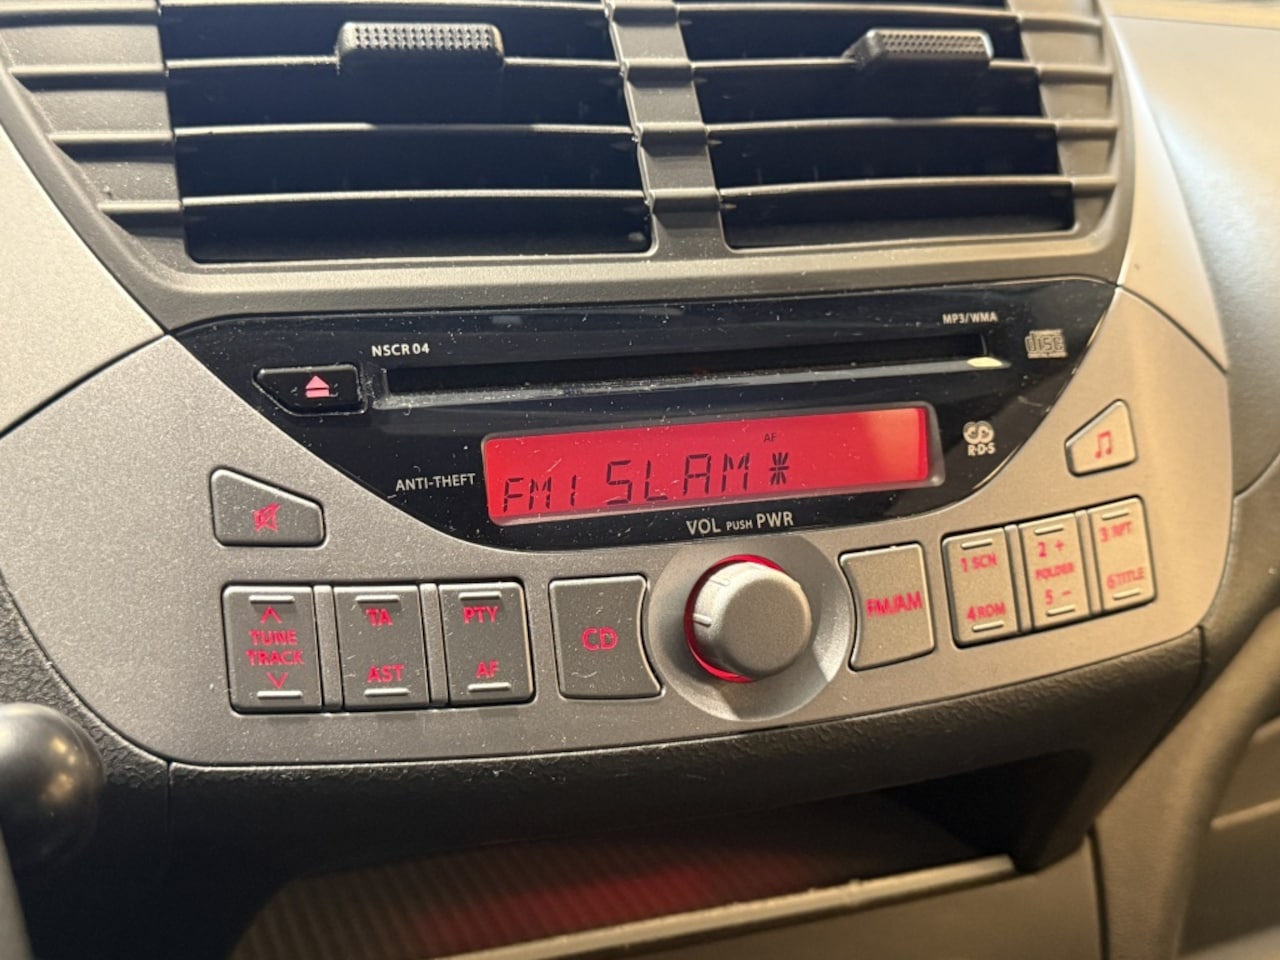 NSCR 04
MP3/WMA
disc
AF
FM1 SLAM*
ANTI-THEFT
R·D·S
VOL PUSH PWR
TUNE
TRACK
TA
AST
PTY
AF
CD
FM/AM
1 SCN
4 RDM
2 +
FOLDER
5 −
3 RPT
6 TITLE